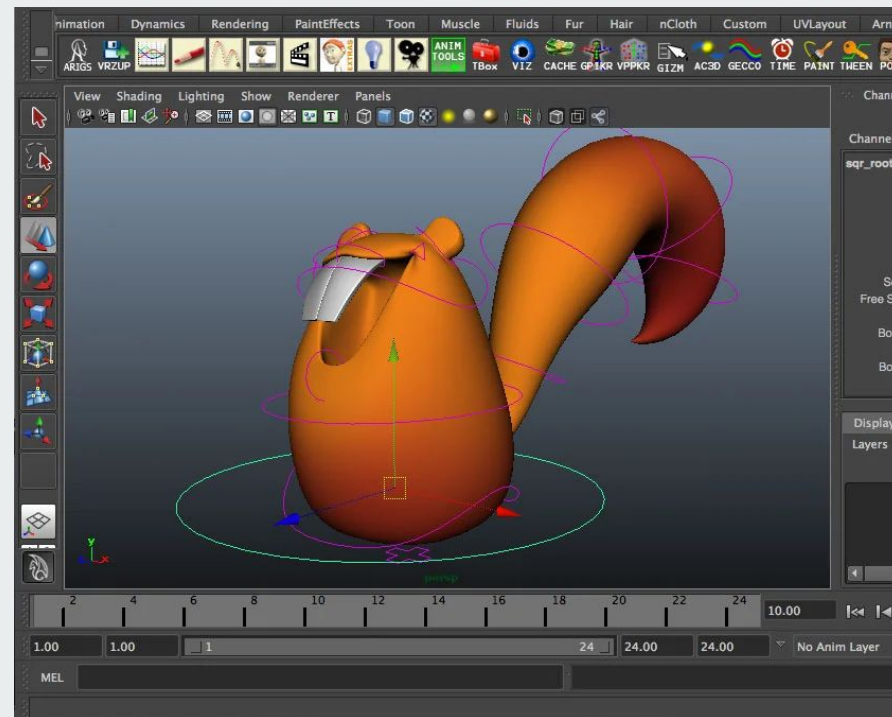 nimation Dynamics Rendering PaintEffects Toon Muscle Fluids Fur Hair nCloth Custom UVLayout Arn
ARIGS VRZUP EXTRAS ANIM TOOLS TBox VIZ CACHE GPIKR VPPKR GIZM AC3D GECCO TIME PAINT TWEEN PO
View Shading Lighting Show Renderer Panels
Chann
T
Channe
sqr_root
S
Free S
Bo
Bo
Display
Layers
y
x
persp
2 4 6 8 10 12 14 16 18 20 22 24 10.00
1.00 1.00 1 24 24.00 24.00 No Anim Layer
MEL